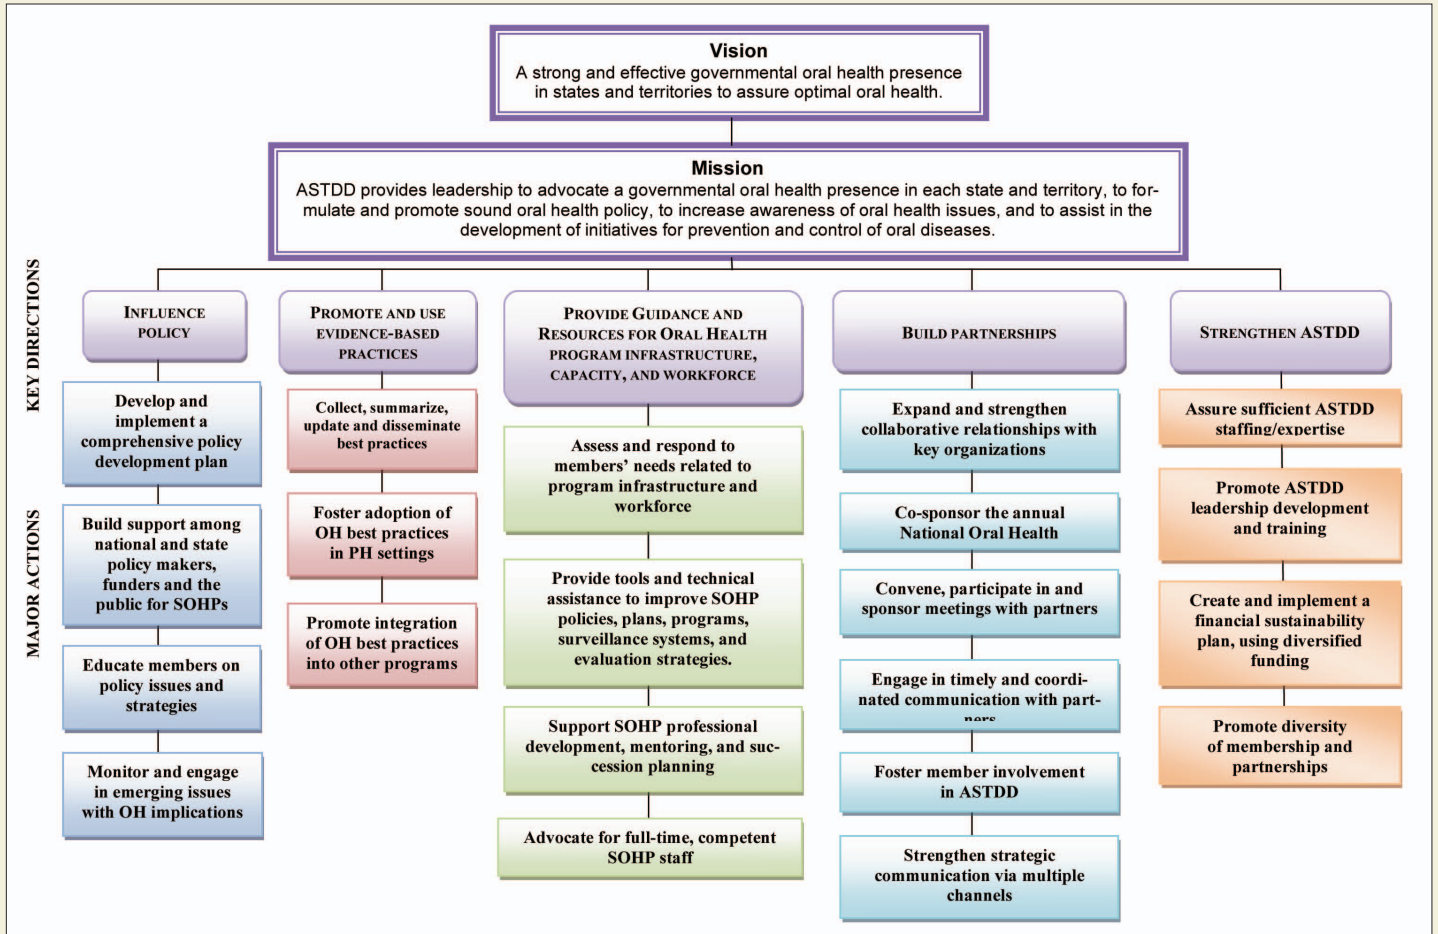 Vision
A strong and effective governmental oral health presence
in states and territories to assure optimal oral health.
Mission
ASTDD provides leadership to advocate a governmental oral health presence in each state and territory, to for-
mulate and promote sound oral health policy, to increase awareness of oral health issues, and to assist in the
development of initiatives for prevention and control of oral diseases.
KEY DIRECTIONS
INFLUENCE
POLICY
PROMOTE AND USE
EVIDENCE-BASED
PRACTICES
PROVIDE GUIDANCE AND
RESOURCES FOR ORAL HEALTH
PROGRAM INFRASTRUCTURE,
CAPACITY, AND WORKFORCE
BUILD PARTNERSHIPS
STRENGTHEN ASTDD
MAJOR ACTIONS
Develop and
implement a
comprehensive policy
development plan
Build support among
national and state
policy makers,
funders and the
public for SOHPs
Educate members on
policy issues and
strategies
Monitor and engage
in emerging issues
with OH implications
Collect, summarize,
update and disseminate
best practices
Foster adoption of
OH best practices
in PH settings
Promote integration
of OH best practices
into other programs
Assess and respond to
members’ needs related to
program infrastructure and
workforce
Provide tools and technical
assistance to improve SOHP
policies, plans, programs,
surveillance systems, and
evaluation strategies.
Support SOHP professional
development, mentoring, and suc-
cession planning
Advocate for full-time, competent
SOHP staff
Expand and strengthen
collaborative relationships with
key organizations
Co-sponsor the annual
National Oral Health
Convene, participate in and
sponsor meetings with partners
Engage in timely and coordi-
nated communication with part-
ners
Foster member involvement
in ASTDD
Strengthen strategic
communication via multiple
channels
Assure sufficient ASTDD
staffing/expertise
Promote ASTDD
leadership development
and training
Create and implement a
financial sustainability
plan, using diversified
funding
Promote diversity
of membership and
partnerships